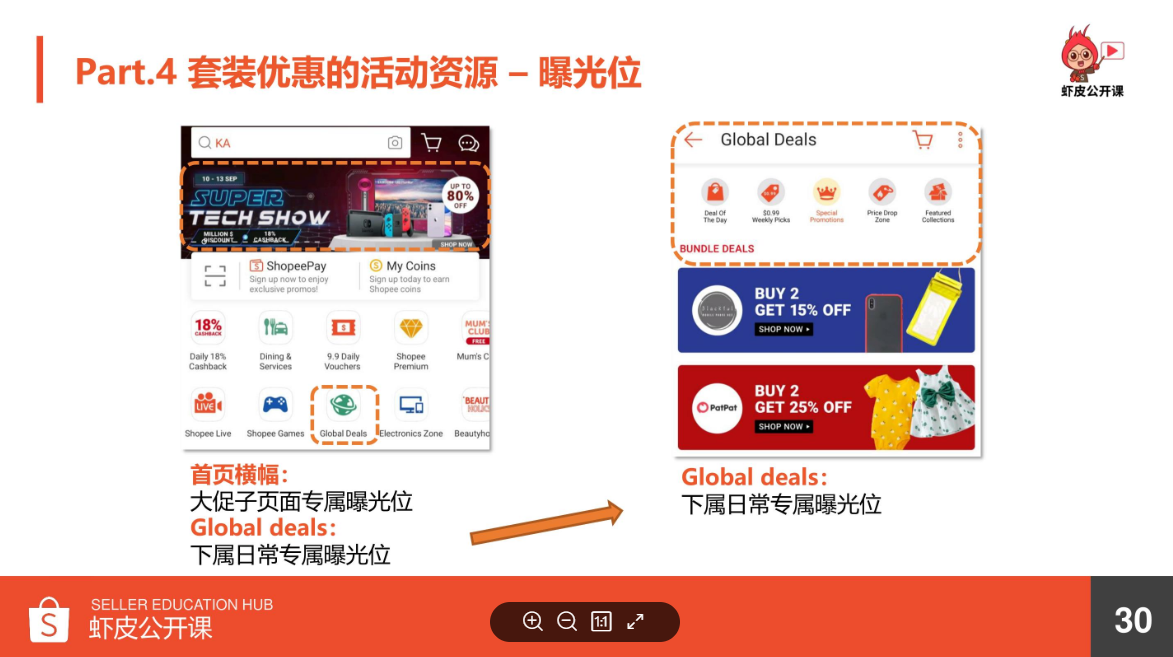 Part.4 套装优惠的活动资源 – 曝光位
虾皮公开课
KA
10 - 13 SEP
SUPER
TECH SHOW
MILLION $
DISCOUNT
18%
CASHBACK
UP TO
80%
OFF
SHOP NOW
ShopeePay
Sign up now to enjoy
exclusive promos!
My Coins
Sign up today to earn
Shopee coins
18%
CASHBACK
MUM'S
CLUB
FREE
Daily 18%
Cashback
Dining &
Services
9.9 Daily
Vouchers
Shopee
Premium
Mum's C
LIVE
BEAUT
HOLIC
Shopee Live
Shopee Games
Global Deals
Electronics Zone
Beautyho
首页横幅：
大促子页面专属曝光位
Global deals：
下属日常专属曝光位
Global Deals
$0.99
Deal Of
The Day
$0.99
Weekly Picks
Special
Promotions
Price Drop
Zone
Featured
Collections
BUNDLE DEALS
BUY 2
GET 15% OFF
SHOP NOW
PatPat
BUY 2
GET 25% OFF
SHOP NOW
Global deals：
下属日常专属曝光位
SELLER EDUCATION HUB
虾皮公开课
1:1
30